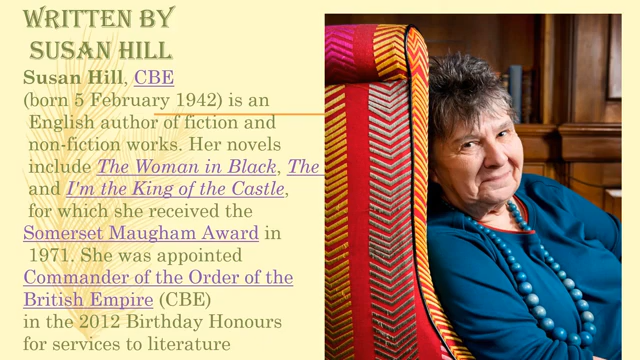 WRITTEN BY
SUSAN HILL
Susan Hill, CBE
(born 5 February 1942) is an
English author of fiction and
non-fiction works. Her novels
include The Woman in Black, The
and I'm the King of the Castle,
for which she received the
Somerset Maugham Award in
1971. She was appointed
Commander of the Order of the
British Empire (CBE)
in the 2012 Birthday Honours
for services to literature